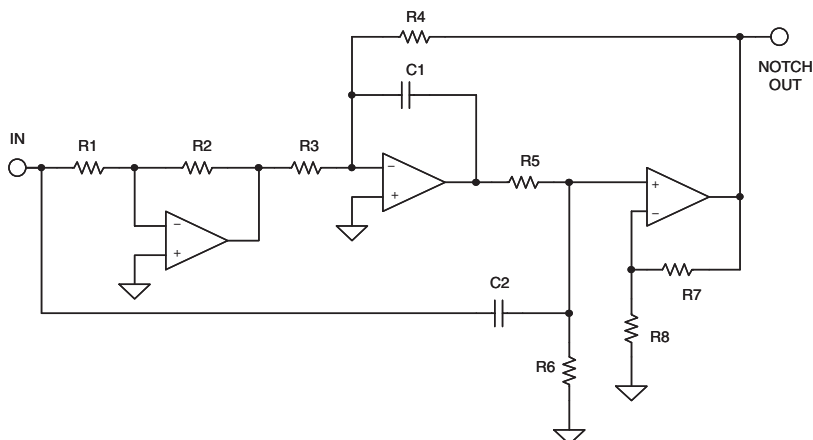 R4
C1
NOTCH
OUT
IN
R1
R2
R3
−
+
R5
+
−
−
+
C2
R7
R8
R6